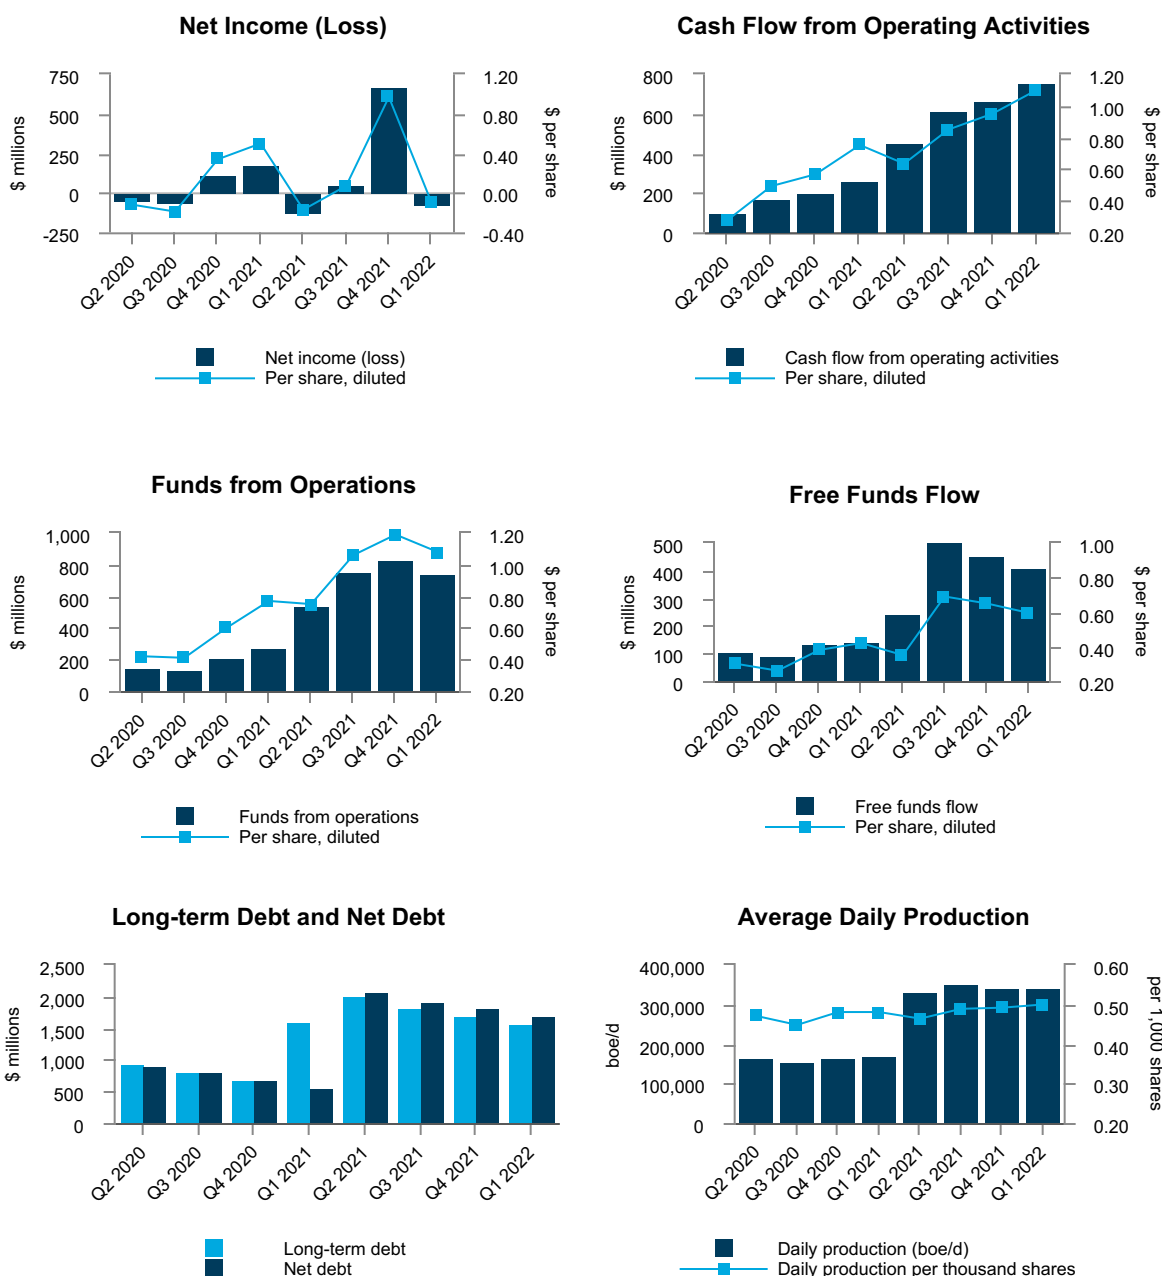 Net Income (Loss)
$ millions
750
500
250
0
-250
1.20
0.80
0.40
0.00
-0.40
$ per share
Q2 2020
Q3 2020
Q4 2020
Q1 2021
Q2 2021
Q3 2021
Q4 2021
Q1 2022
Net income (loss)
Per share, diluted
Cash Flow from Operating Activities
$ millions
800
600
400
200
0
1.20
1.00
0.80
0.60
0.40
0.20
$ per share
Q2 2020
Q3 2020
Q4 2020
Q1 2021
Q2 2021
Q3 2021
Q4 2021
Q1 2022
Cash flow from operating activities
Per share, diluted
Funds from Operations
$ millions
1,000
800
600
400
200
0
1.20
1.00
0.80
0.60
0.40
0.20
$ per share
Q2 2020
Q3 2020
Q4 2020
Q1 2021
Q2 2021
Q3 2021
Q4 2021
Q1 2022
Funds from operations
Per share, diluted
Free Funds Flow
$ millions
500
400
300
200
100
0
1.00
0.80
0.60
0.40
0.20
$ per share
Q2 2020
Q3 2020
Q4 2020
Q1 2021
Q2 2021
Q3 2021
Q4 2021
Q1 2022
Free funds flow
Per share, diluted
Long-term Debt and Net Debt
$ millions
2,500
2,000
1,500
1,000
500
0
Q2 2020
Q3 2020
Q4 2020
Q1 2021
Q2 2021
Q3 2021
Q4 2021
Q1 2022
Long-term debt
Net debt
Average Daily Production
boe/d
400,000
300,000
200,000
100,000
0
0.60
0.50
0.40
0.30
0.20
per 1,000 shares
Q2 2020
Q3 2020
Q4 2020
Q1 2021
Q2 2021
Q3 2021
Q4 2021
Q1 2022
Daily production (boe/d)
Daily production per thousand shares